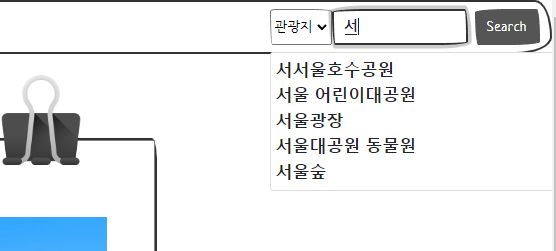 관광지 서 Search
서서울호수공원
서울 어린이대공원
서울광장
서울대공원 동물원
서울숲